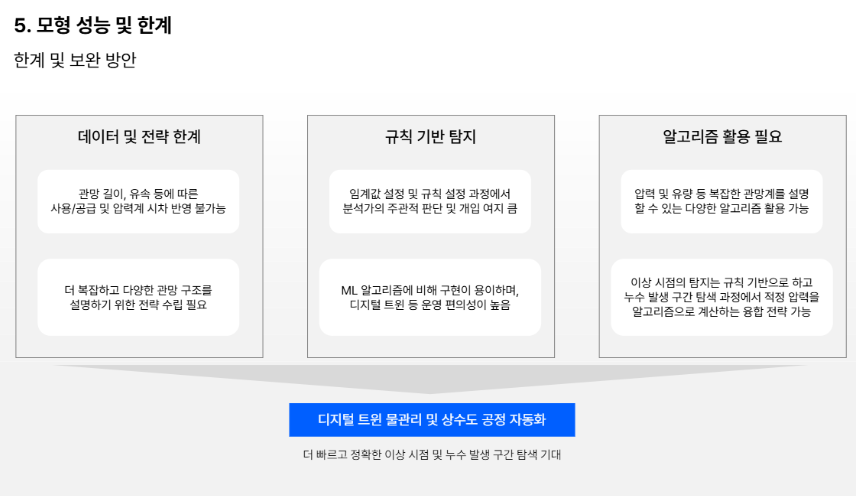 5. 모형 성능 및 한계
한계 및 보완 방안
데이터 및 전략 한계
관망 길이, 유속 등에 따른
사용/공급 및 압력계 시차 반영 불가능
더 복잡하고 다양한 관망 구조를
설명하기 위한 전략 수립 필요
규칙 기반 탐지
임계값 설정 및 규칙 설정 과정에서
분석가의 주관적 판단 및 개입 여지 큼
ML 알고리즘에 비해 구현이 용이하며,
디지털 트윈 등 운영 편의성이 높음
알고리즘 활용 필요
압력 및 유량 등 복잡한 관망계를 설명
할 수 있는 다양한 알고리즘 활용 가능
이상 시점의 탐지는 규칙 기반으로 하고
누수 발생 구간 탐색 과정에서 적정 압력을
알고리즘으로 계산하는 융합 전략 가능
디지털 트윈 물관리 및 상수도 공정 자동화
더 빠르고 정확한 이상 시점 및 누수 발생 구간 탐색 기대